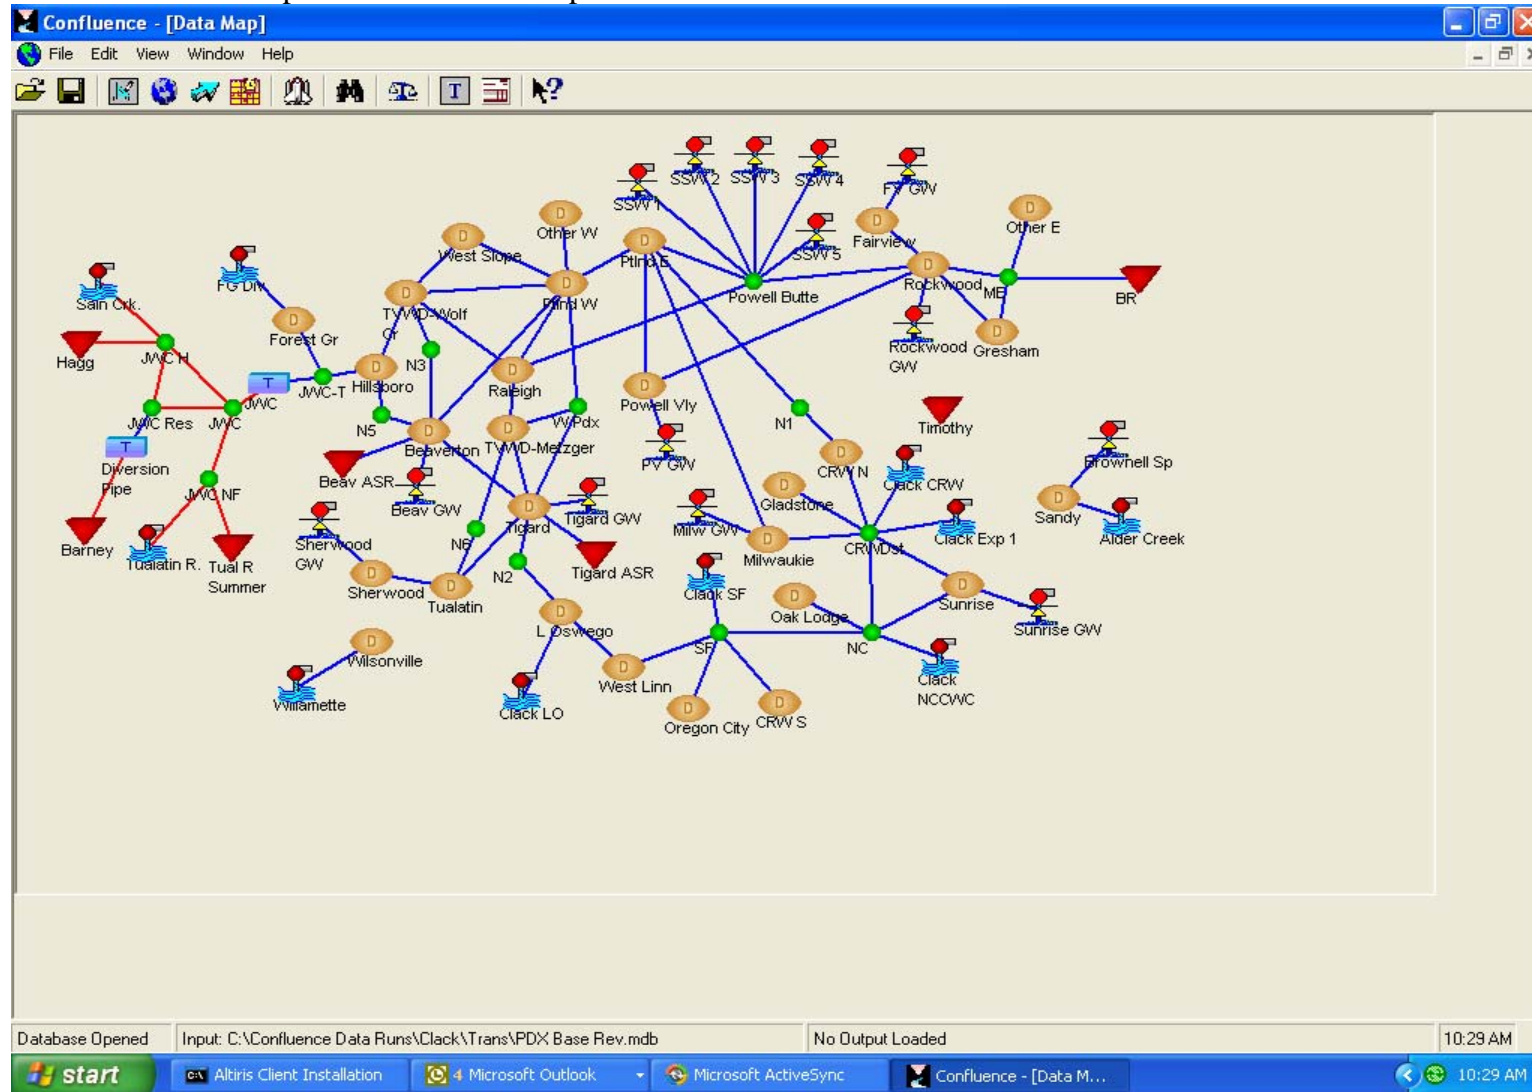 Confluence - [Data Map]
File Edit View Window Help
T ?
SSW 1
SSW 2
SSW 3
SSW 4
SSW 5
FV GW
Fairview
Other E
Other W
West Slope
Ptlnd E
Ptlnd W
Powell Butte
Rockwood
MB
BR
Rockwood
GW
Gresham
Sain Crk.
FG Div
Forest Gr
Hagg
JWC H
TVWD-Wolf
Cr
N3
Hillsboro
JWC-T
T
JWC
JWC Res
JWC
N5
Raleigh
W Pdx
Powell Vly
PV GW
N1
Timothy
T
Diversion
Pipe
JWC NF
Beaverton
TVWD-Metzger
Beav ASR
Beav GW
CRW N
Gladstone
Clack CRW
Brownell Sp
Sandy
Alder Creek
Barney
Tualatin R.
Tual R
Summer
Sherwood
GW
N6
Tigard
Tigard GW
Milw GW
Milwaukie
CRWDst
Clack Exp 1
Sherwood
Tualatin
N2
Tigard ASR
Clack SF
Oak Lodge
Sunrise
Sunrise GW
Wilsonville
L Oswego
SF
NC
Willamette
Clack LO
West Linn
Oregon City
CRW S
Clack
NCCWC
Database Opened Input: C:\Confluence Data Runs\Clack\Trans\PDX Base Rev.mdb No Output Loaded 10:29 AM
start Altiris Client Installation 4 Microsoft Outlook Microsoft ActiveSync Confluence - [Data M... 10:29 AM